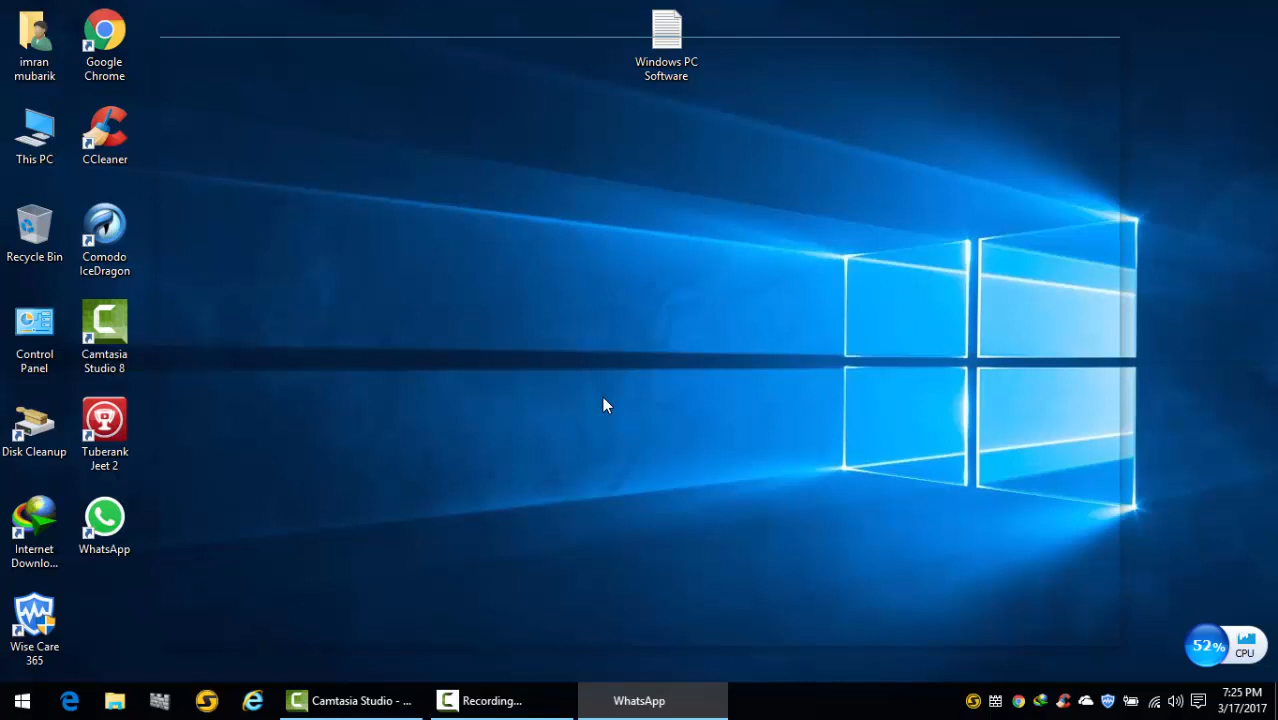 imran
mubarik
Google
Chrome
Windows PC
Software
This PC
CCleaner
Recycle Bin
Comodo
IceDragon
Control
Panel
Camtasia
Studio 8
Disk Cleanup
Tuberank
Jeet 2
Internet
Downlo...
WhatsApp
Wise Care
365
52%
CPU
Camtasia Studio - ...
Recording...
WhatsApp
7:25 PM
3/17/2017